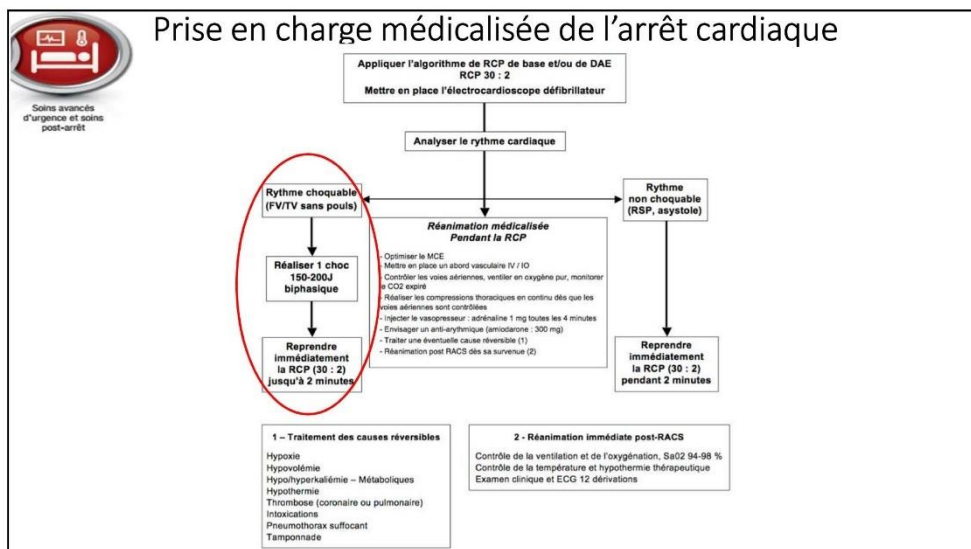 Prise en charge médicalisée de l'arrêt cardiaque
Soins avancés
d'urgence et soins
post-arrêt
Appliquer l'algorithme de RCP de base et/ou de DAE
RCP 30 : 2
Mettre en place l'électrocardioscope défibrillateur
Analyser le rythme cardiaque
Rythme choquable
(FV/TV sans pouls)
Réaliser 1 choc
150-200J
biphasique
Reprendre
immédiatement
la RCP (30 : 2)
jusqu'à 2 minutes
Réanimation médicalisée
Pendant la RCP
- Optimiser le MCE
- Mettre en place un abord vasculaire IV / IO
- Contrôler les voies aériennes, ventiler en oxygène pur, monitorer
le CO2 expiré
- Réaliser les compressions thoraciques en continu dès que les
voies aériennes sont contrôlées
- Injecter le vasopresseur : adrénaline 1 mg toutes les 4 minutes
- Envisager un anti-arythmique (amiodarone : 300 mg)
- Traiter une éventuelle cause réversible (1)
- Réanimation post RACS dès sa survenue (2)
Rythme
non choquable
(RSP, asystole)
Reprendre
immédiatement
la RCP (30 : 2)
pendant 2 minutes
1 – Traitement des causes réversibles
Hypoxie
Hypovolémie
Hypo/hyperkaliémie – Métaboliques
Hypothermie
Thrombose (coronaire ou pulmonaire)
Intoxications
Pneumothorax suffocant
Tamponnade
2 - Réanimation immédiate post-RACS
Contrôle de la ventilation et de l'oxygénation, Sa02 94-98 %
Contrôle de la température et hypothermie thérapeutique
Examen clinique et ECG 12 dérivations